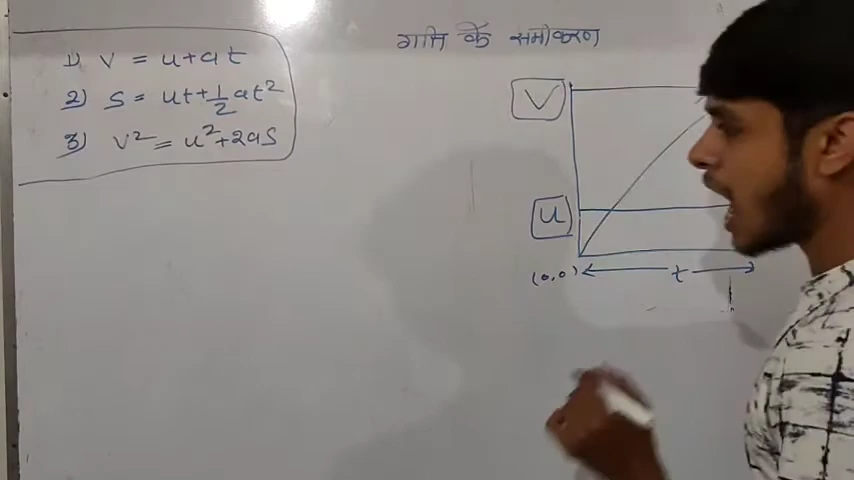 गति के समीकरण
1) v = u+at
2) s = ut+1/2at²
3) v² = u²+2as
v
u
(0,0)
t